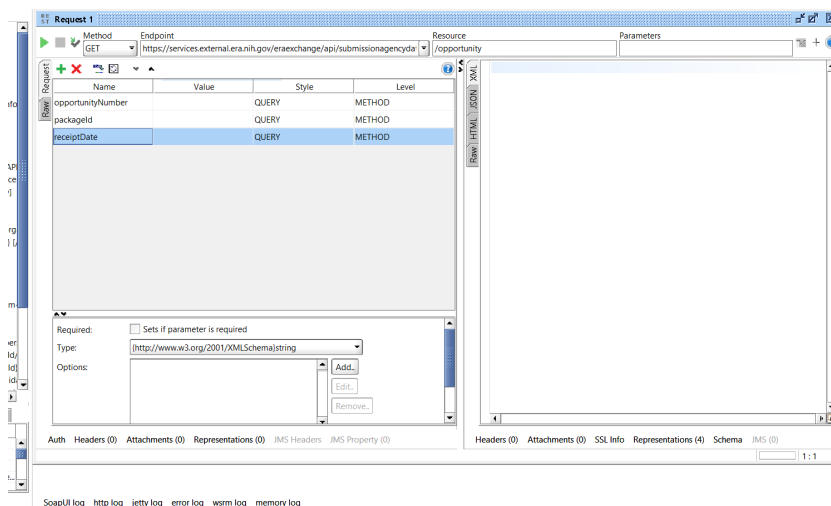 RE ST Request 1
Method Endpoint Resource Parameters
GET https://services.external.era.nih.gov/eraexchange/api/submissionagencyda /opportunity
Request
Raw
Name Value Style Level
opportunityNumber QUERY METHOD
packageId QUERY METHOD
receiptDate QUERY METHOD
Required: Sets if parameter is required
Type: {http://www.w3.org/2001/XMLSchema}string
Options: Add..
Edit..
Remove..
Auth Headers (0) Attachments (0) Representations (0) JMS Headers JMS Property (0)
XML
JSON
HTML
Raw
Headers (0) Attachments (0) SSL Info Representations (4) Schema JMS (0)
1 : 1
SoapUI log http log jetty log error log wsrm log memory log